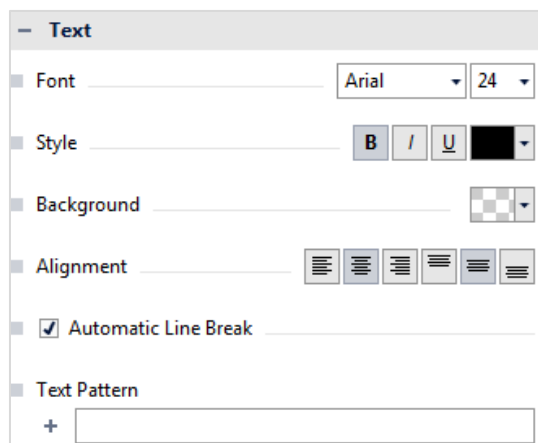 Text
Font Arial 24
Style B I U
Background
Alignment
Automatic Line Break
Text Pattern